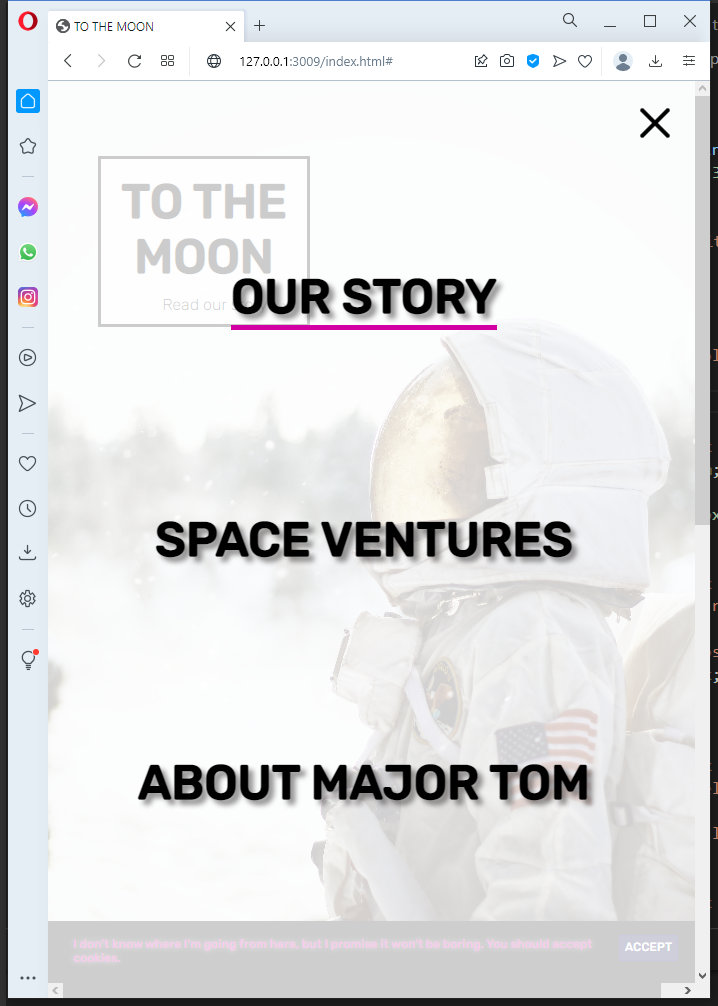 TO THE MOON
127.0.0.1:3009/index.html#
TO THE
MOON
Read our
OUR STORY
SPACE VENTURES
ABOUT MAJOR TOM
I don't know where I'm going from here, but I promise it won't be boring. You should accept
cookies.
ACCEPT